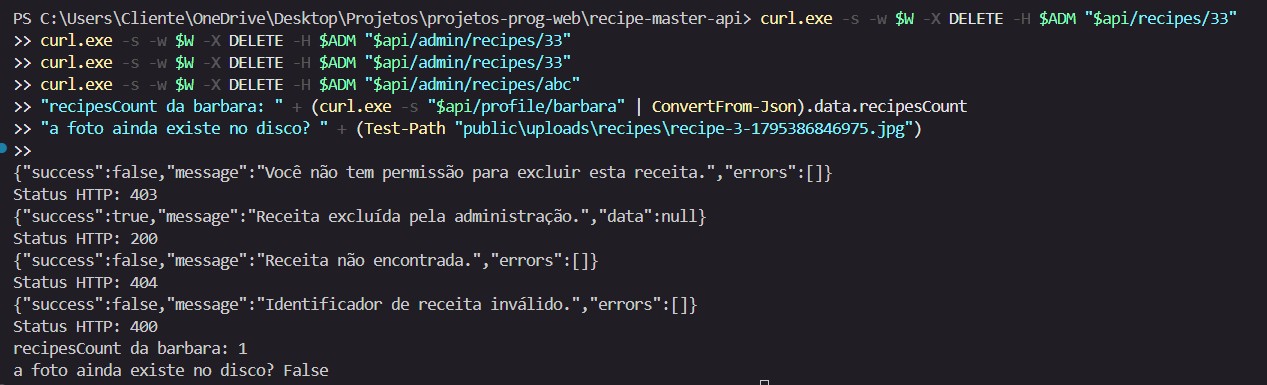 PS C:\Users\Cliente\OneDrive\Desktop\Projetos\projetos-prog-web\recipe-master-api> curl.exe -s -w $W -X DELETE -H $ADM "$api/recipes/33"
>> curl.exe -s -w $W -X DELETE -H $ADM "$api/admin/recipes/33"
>> curl.exe -s -w $W -X DELETE -H $ADM "$api/admin/recipes/33"
>> curl.exe -s -w $W -X DELETE -H $ADM "$api/admin/recipes/abc"
>> "recipesCount da barbara: " + (curl.exe -s "$api/profile/barbara" | ConvertFrom-Json).data.recipesCount
>> "a foto ainda existe no disco? " + (Test-Path "public\uploads\recipes\recipe-3-1795386846975.jpg")
>>
{"success":false,"message":"Você não tem permissão para excluir esta receita.","errors":[]}
Status HTTP: 403
{"success":true,"message":"Receita excluída pela administração.","data":null}
Status HTTP: 200
{"success":false,"message":"Receita não encontrada.","errors":[]}
Status HTTP: 404
{"success":false,"message":"Identificador de receita inválido.","errors":[]}
Status HTTP: 400
recipesCount da barbara: 1
a foto ainda existe no disco? False